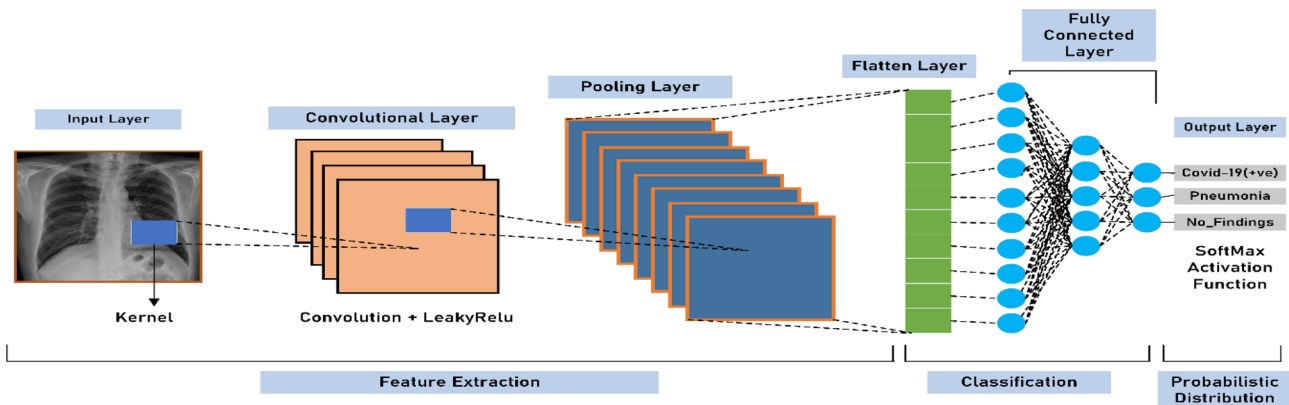 Input Layer
Kernel
Convolutional Layer
Convolution + LeakyRelu
Pooling Layer
Flatten Layer
Fully
Connected
Layer
Output Layer
Covid-19(+ve)
Pneumonia
No_Findings
SoftMax
Activation
Function
Feature Extraction
Classification
Probabilistic
Distribution